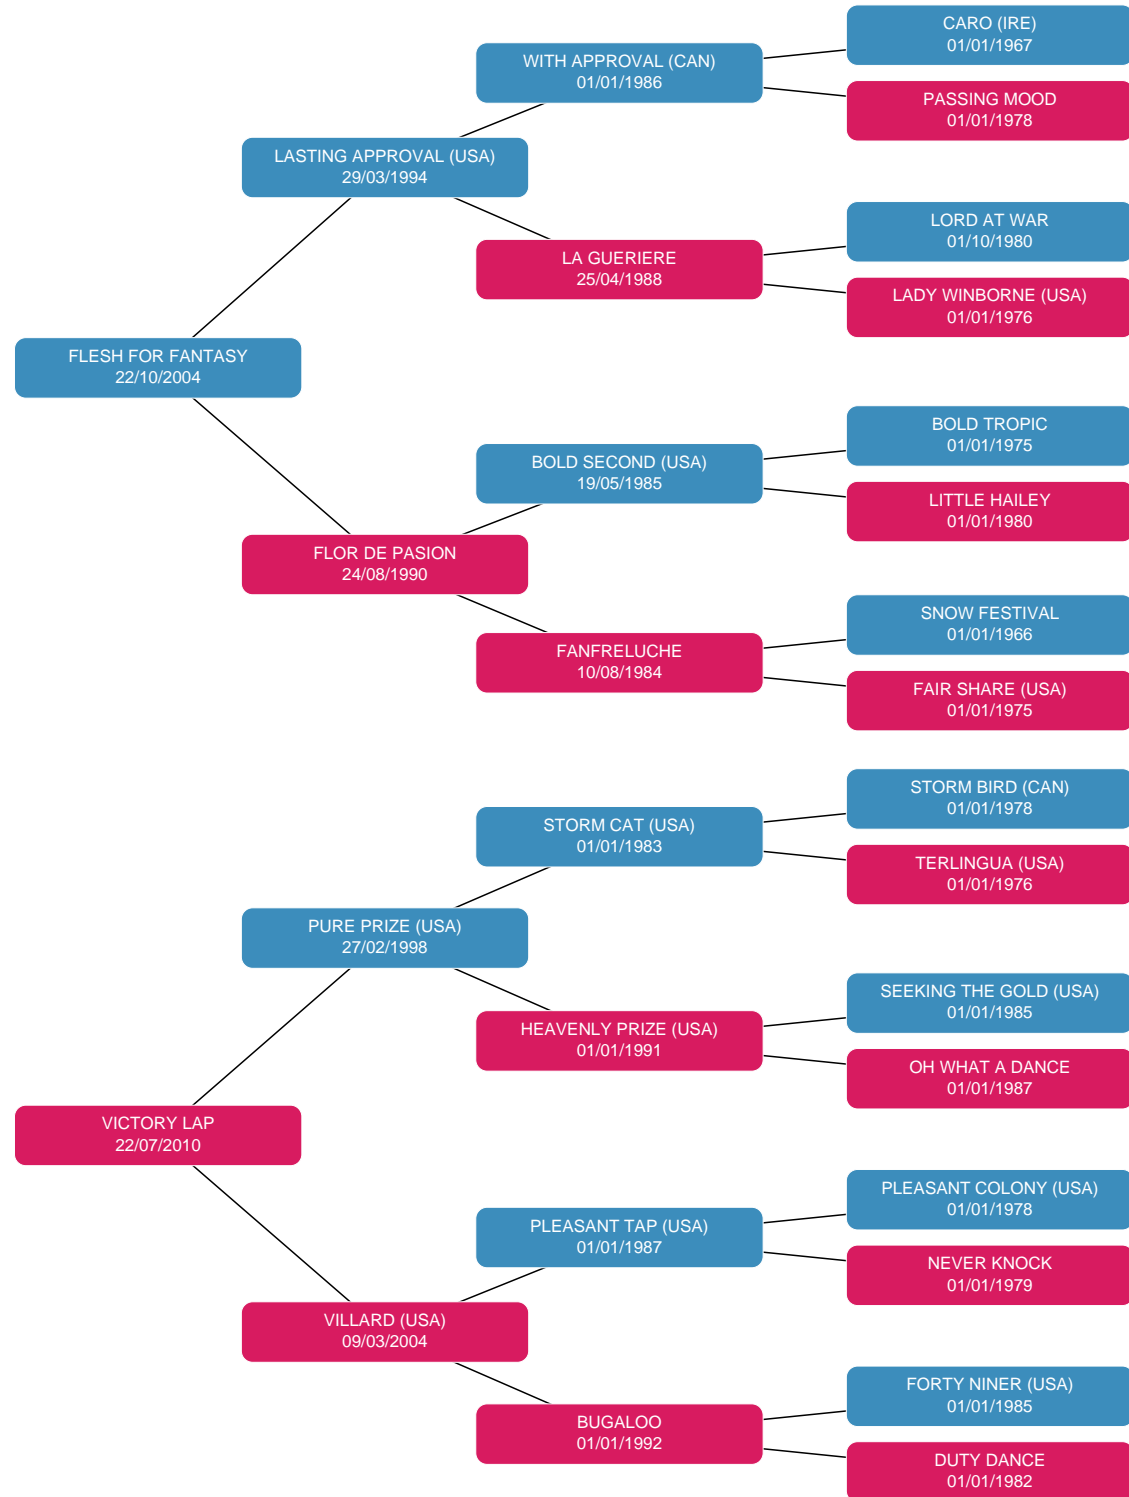 CARO (IRE)
01/01/1967
WITH APPROVAL (CAN)
01/01/1986
PASSING MOOD
01/01/1978
LASTING APPROVAL (USA)
29/03/1994
LORD AT WAR
01/10/1980
LA GUERIERE
25/04/1988
LADY WINBORNE (USA)
01/01/1976
FLESH FOR FANTASY
22/10/2004
BOLD TROPIC
01/01/1975
BOLD SECOND (USA)
19/05/1985
LITTLE HAILEY
01/01/1980
FLOR DE PASION
24/08/1990
SNOW FESTIVAL
01/01/1966
FANFRELUCHE
10/08/1984
FAIR SHARE (USA)
01/01/1975
STORM BIRD (CAN)
01/01/1978
STORM CAT (USA)
01/01/1983
TERLINGUA (USA)
01/01/1976
PURE PRIZE (USA)
27/02/1998
SEEKING THE GOLD (USA)
01/01/1985
HEAVENLY PRIZE (USA)
01/01/1991
OH WHAT A DANCE
01/01/1987
VICTORY LAP
22/07/2010
PLEASANT COLONY (USA)
01/01/1978
PLEASANT TAP (USA)
01/01/1987
NEVER KNOCK
01/01/1979
VILLARD (USA)
09/03/2004
FORTY NINER (USA)
01/01/1985
BUGALOO
01/01/1992
DUTY DANCE
01/01/1982